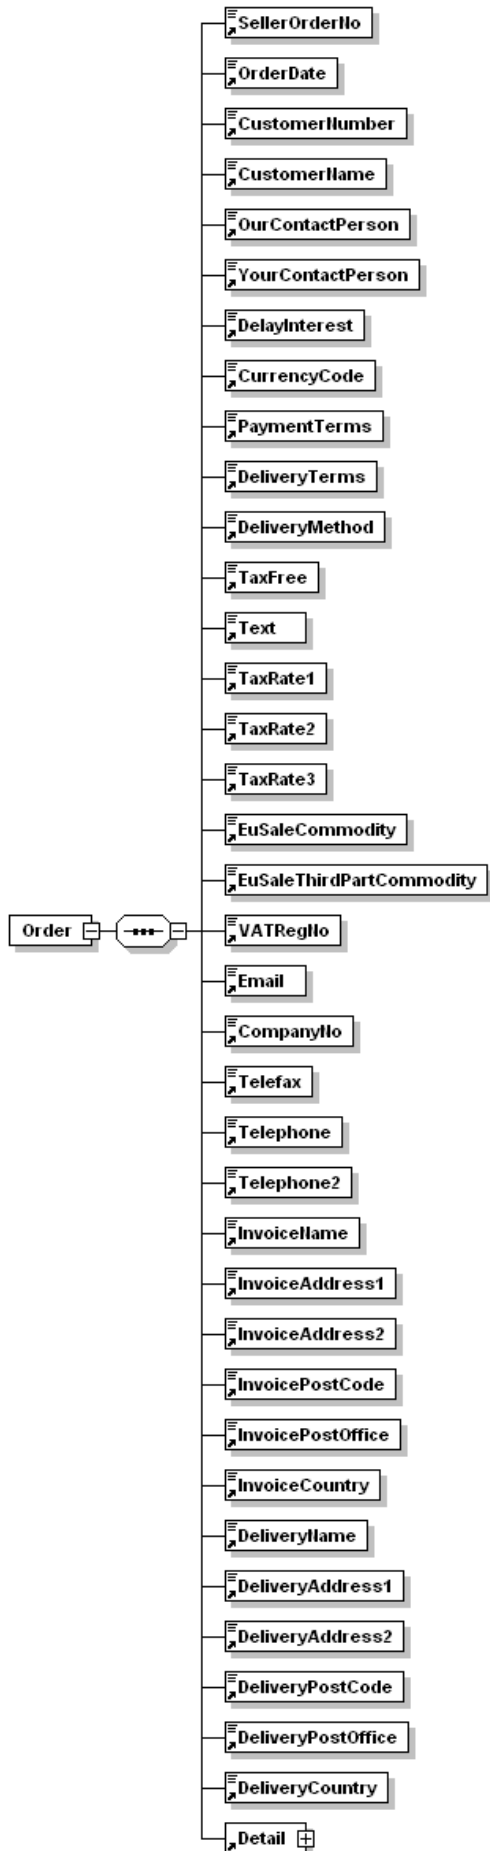 SellerOrderNo
OrderDate
CustomerNumber
CustomerName
OurContactPerson
YourContactPerson
DelayInterest
CurrencyCode
PaymentTerms
DeliveryTerms
DeliveryMethod
TaxFree
Text
TaxRate1
TaxRate2
TaxRate3
EuSaleCommodity
EuSaleThirdPartCommodity
Order
VATRegNo
Email
CompanyNo
Telefax
Telephone
Telephone2
InvoiceName
InvoiceAddress1
InvoiceAddress2
InvoicePostCode
InvoicePostOffice
InvoiceCountry
DeliveryName
DeliveryAddress1
DeliveryAddress2
DeliveryPostCode
DeliveryPostOffice
DeliveryCountry
Detail